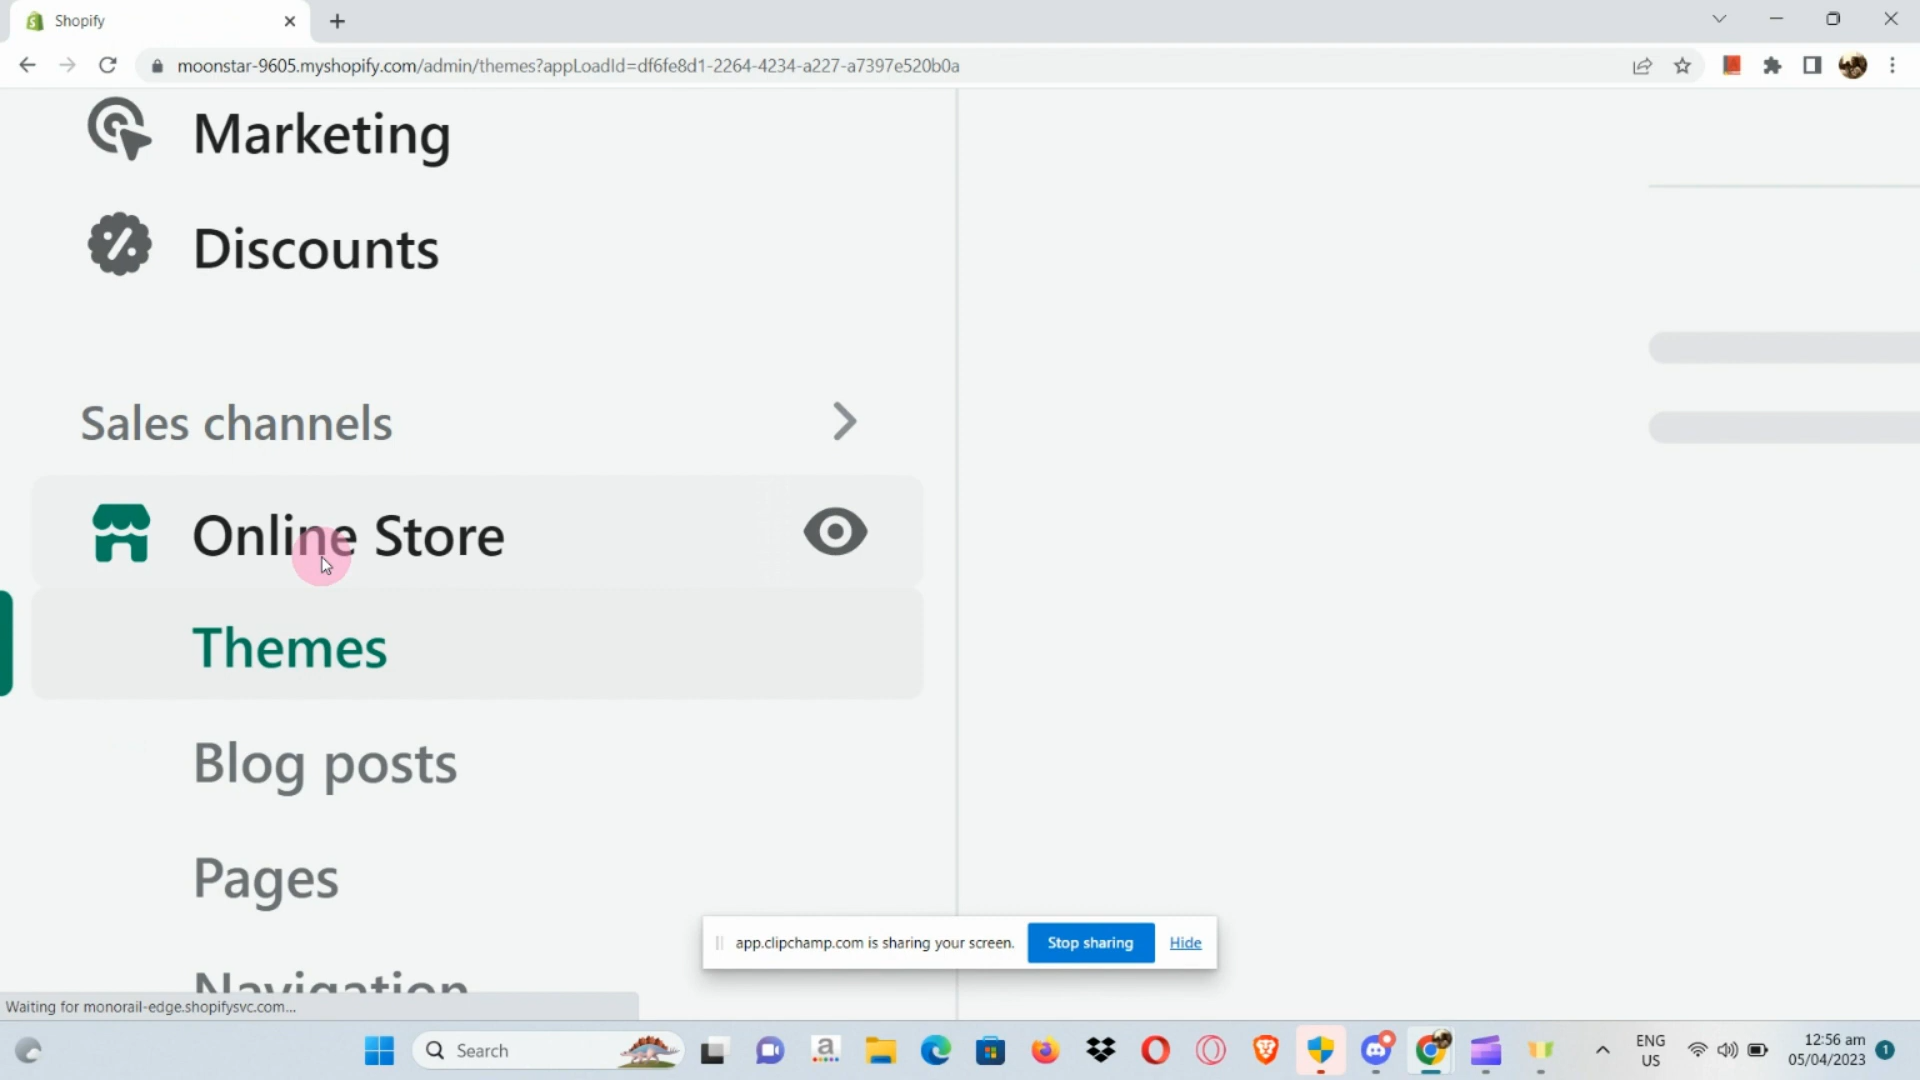 Shopify
moonstar-9605.myshopify.com/admin/themes?appLoadId=df6fe8d1-2264-4234-a227-a7397e520b0a
Marketing
Discounts
Sales channels
Online Store
Themes
Blog posts
Pages
Navigation
app.clipchamp.com is sharing your screen.
Stop sharing
Hide
Waiting for monorail-edge.shopifysvc.com...
Search
ENG
US
12:56 am
05/04/2023
1